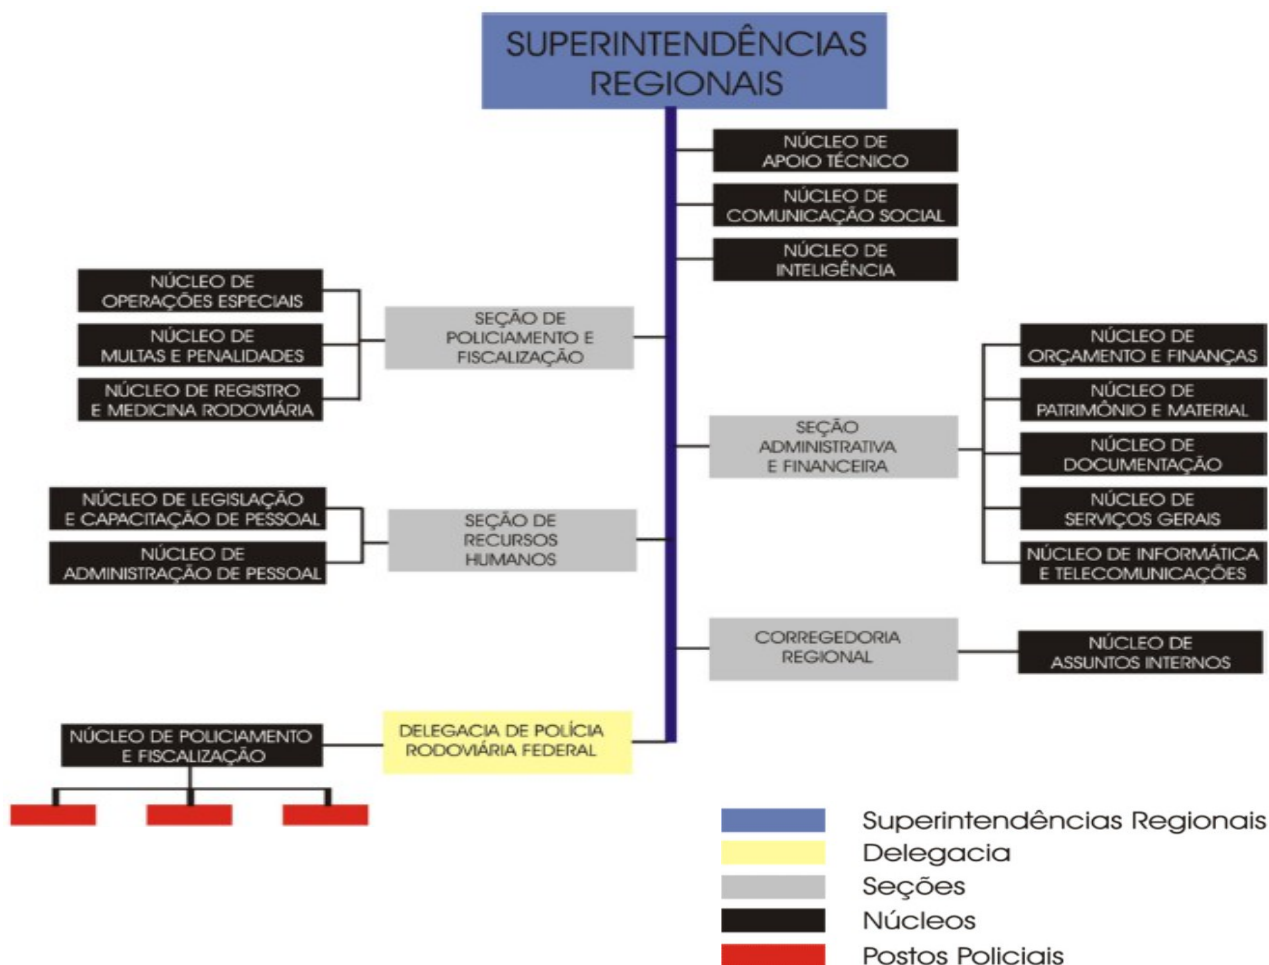 SUPERINTENDÊNCIAS
REGIONAIS
NÚCLEO DE
APOIO TÉCNICO
NÚCLEO DE
COMUNICAÇÃO SOCIAL
NÚCLEO DE
INTELIGÊNCIA
NÚCLEO DE
OPERAÇÕES ESPECIAIS
NÚCLEO DE
MULTAS E PENALIDADES
NÚCLEO DE REGISTRO
E MEDICINA RODOVIÁRIA
SEÇÃO DE
POLICIAMENTO E
FISCALIZAÇÃO
SEÇÃO
ADMINISTRATIVA
E FINANCEIRA
NÚCLEO DE
ORÇAMENTO E FINANÇAS
NÚCLEO DE
PATRIMÔNIO E MATERIAL
NÚCLEO DE
DOCUMENTAÇÃO
NÚCLEO DE
SERVIÇOS GERAIS
NÚCLEO DE INFORMÁTICA
E TELECOMUNICAÇÕES
NÚCLEO DE LEGISLAÇÃO
E CAPACITAÇÃO DE PESSOAL
NÚCLEO DE
ADMINISTRAÇÃO DE PESSOAL
SEÇÃO DE
RECURSOS
HUMANOS
CORREGEDORIA
REGIONAL
NÚCLEO DE
ASSUNTOS INTERNOS
NÚCLEO DE POLICIAMENTO
E FISCALIZAÇÃO
DELEGACIA DE POLÍCIA
RODOVIÁRIA FEDERAL
Superintendências Regionais
Delegacia
Seções
Núcleos
Postos Policiais